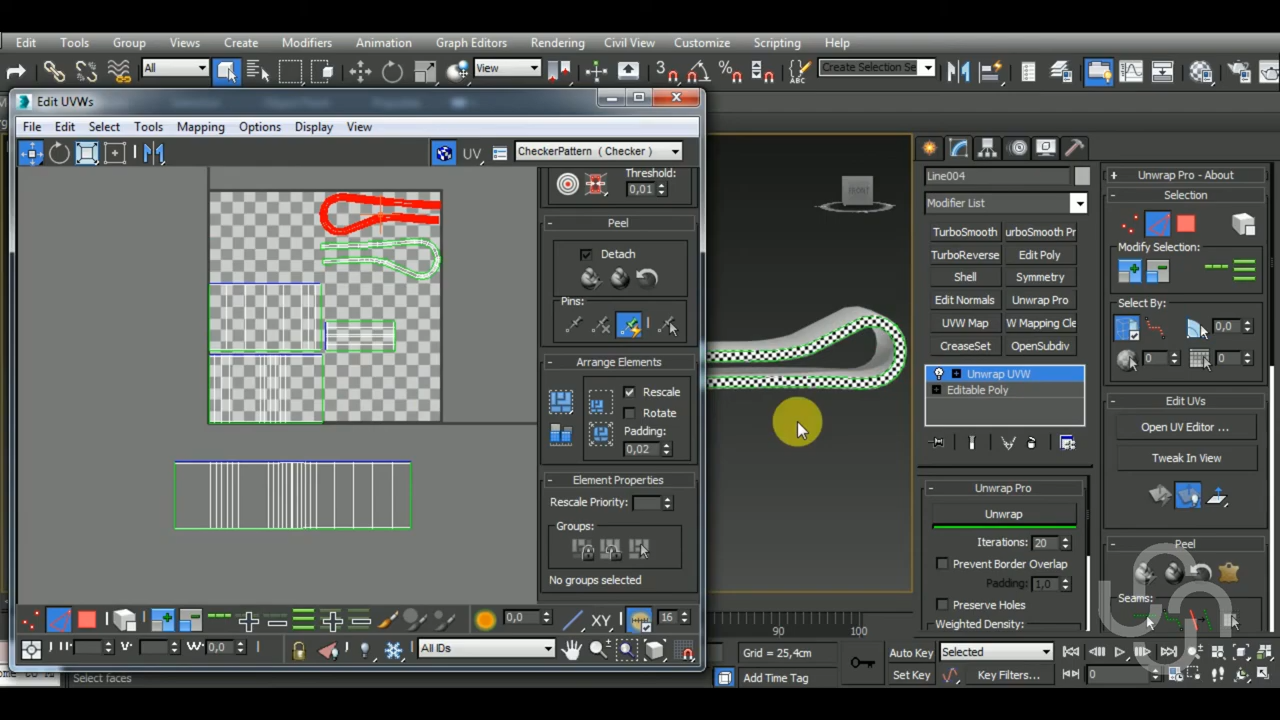 Edit Tools Group Views Create Modifiers Animation Graph Editors Rendering Civil View Customize Scripting Help
All View 3 Create Selection Se
Edit UVWs
File Edit Select Tools Mapping Options Display View
UV CheckerPattern ( Checker )
Threshold:
0,01
Peel
Detach
Pins:
Arrange Elements
Rescale
Rotate
Padding:
0,02
Element Properties
Rescale Priority:
Groups:
No groups selected
0,0 XY 16
U: V: W: 0,0 All IDs
FRONT
Line004
Modifier List
TurboSmooth urboSmooth Pr
TurboReverse Edit Poly
Shell Symmetry
Edit Normals Unwrap Pro
UVW Map W Mapping Cle
CreaseSet OpenSubdiv
Unwrap UVW
Editable Poly
Unwrap Pro
Unwrap
Iterations: 20
Prevent Border Overlap
Padding: 1,0
Preserve Holes
Weighted Density:
Unwrap Pro - About
Selection
Modify Selection:
Select By:
0,0
0 0
Edit UVs
Open UV Editor ...
Tweak In View
Peel
Seams:
90 100
Grid = 25,4cm
Add Time Tag
Auto Key Selected
Set Key Key Filters... 0
ome to Select faces